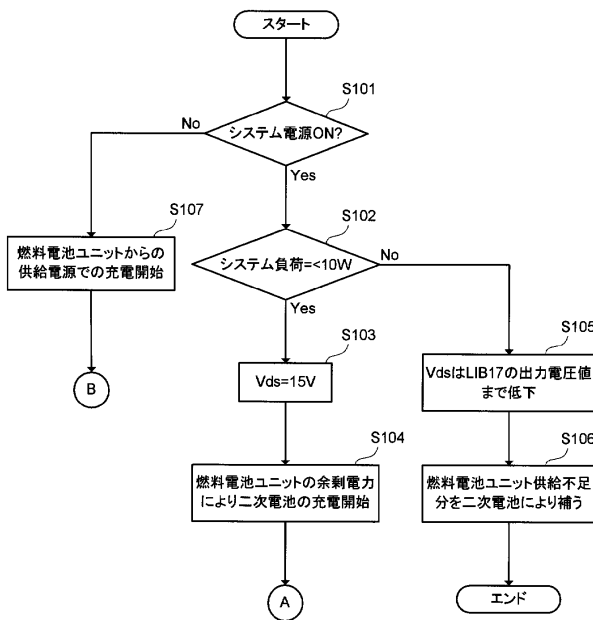 スタート
S101
システム電源ON?
No
Yes
S107
燃料電池ユニットからの
供給電源での充電開始
B
S102
システム負荷=<10W
No
Yes
S103
Vds=15V
S104
燃料電池ユニットの余剰電力
により二次電池の充電開始
A
S105
VdsはLIB17の出力電圧値
まで低下
S106
燃料電池ユニット供給不足
分を二次電池により補う
エンド